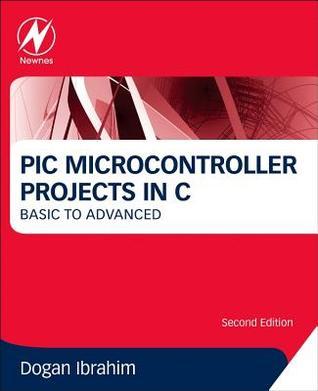 Newnes
PIC MICROCONTROLLER
PROJECTS IN C
BASIC TO ADVANCED
Second Edition
Dogan Ibrahim